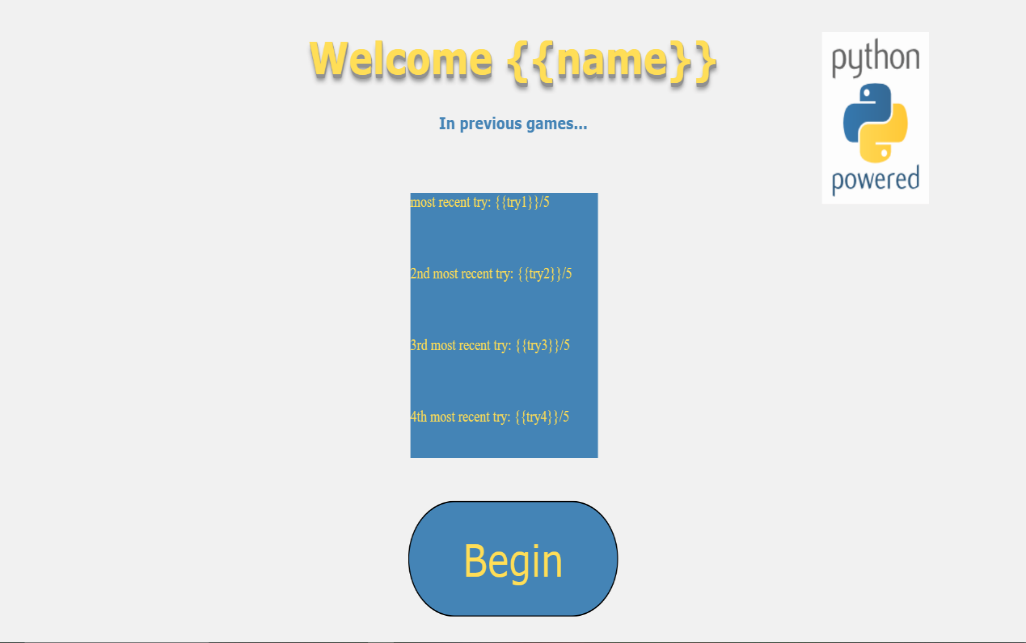 Welcome {{name}}
python
powered
In previous games...
most recent try: {{try1}}/5
2nd most recent try: {{try2}}/5
3rd most recent try: {{try3}}/5
4th most recent try: {{try4}}/5
Begin